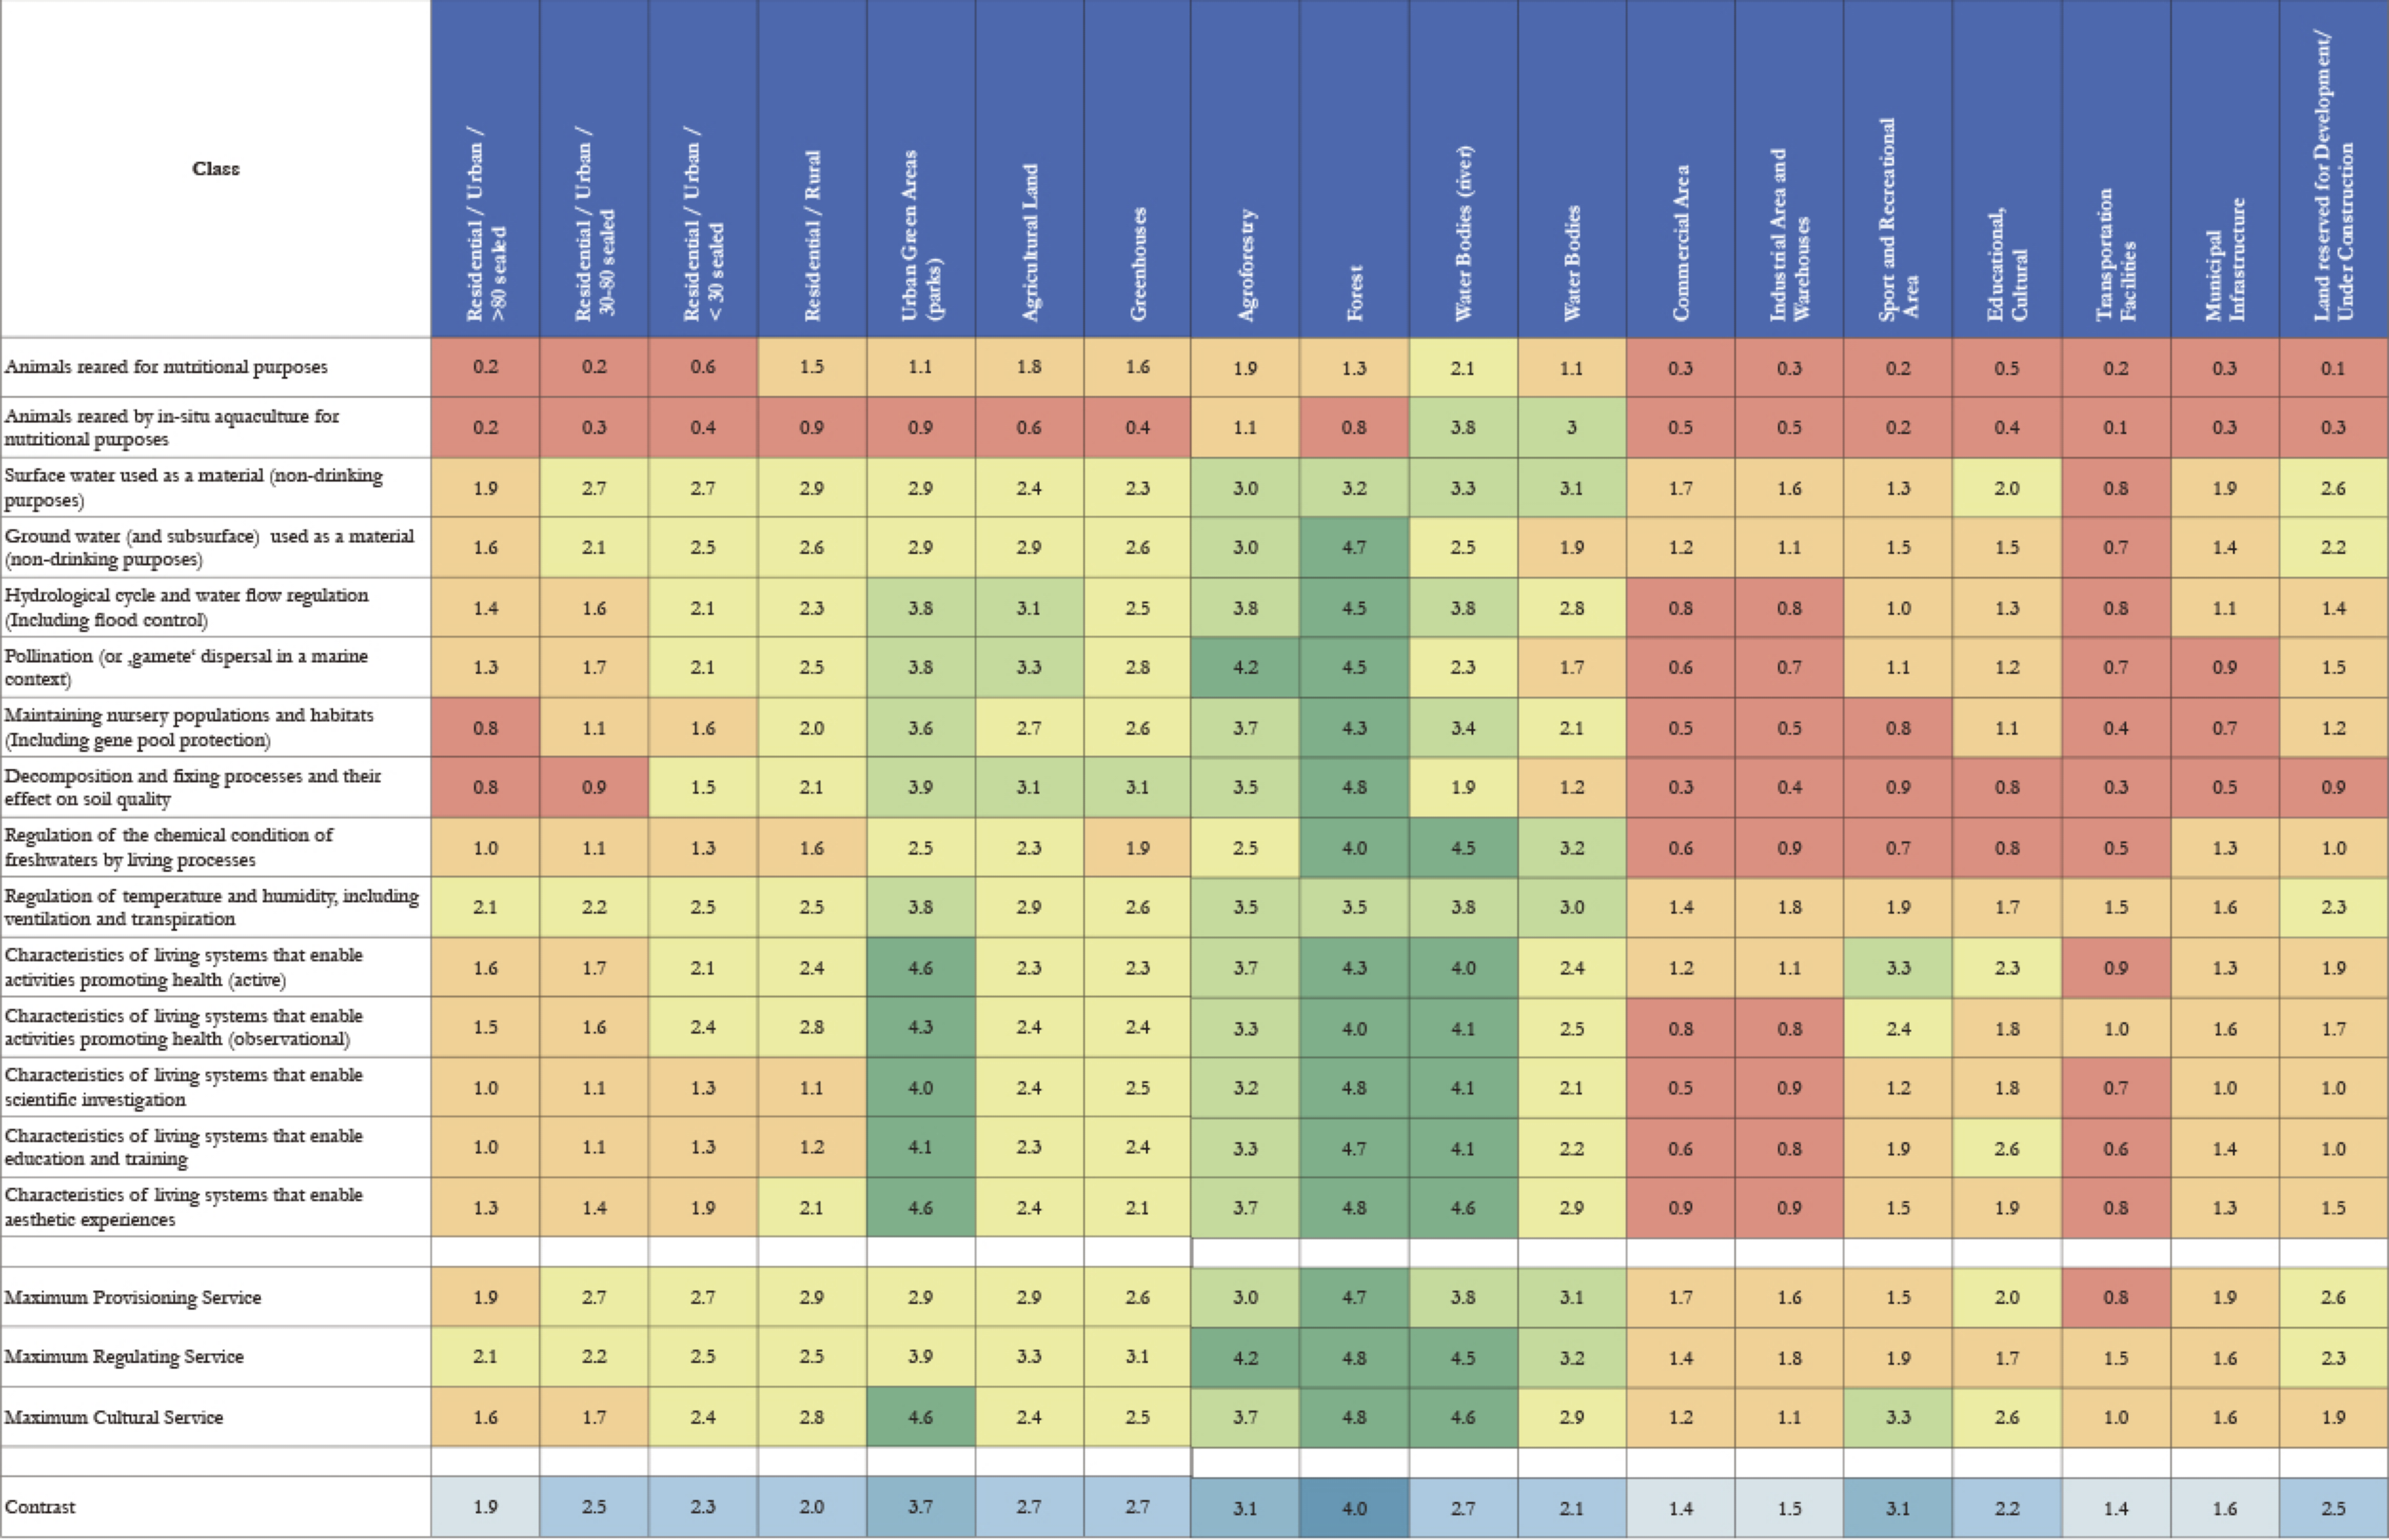 Class
Residential / Urban /
>80 sealed
Residential / Urban /
30-80 sealed
Residential / Urban /
< 30 sealed
Residential / Rural
Urban Green Areas
(parks)
Agricultural Land
Greenhouses
Agroforestry
Forest
Water Bodies (river)
Water Bodies
Commercial Area
Industrial Area and
Warehouses
Sport and Recreational
Area
Educational,
Cultural
Transportation
Facilities
Municipal
Infrastructure
Land reserved for Development/
Under Construction
Animals reared for nutritional purposes 0.2 0.2 0.6 1.5 1.1 1.8 1.6 1.9 1.3 2.1 1.1 0.3 0.3 0.2 0.5 0.2 0.3 0.1
Animals reared by in-situ aquaculture for
nutritional purposes 0.2 0.3 0.4 0.9 0.9 0.6 0.4 1.1 0.8 3.8 3 0.5 0.5 0.2 0.4 0.1 0.3 0.3
Surface water used as a material (non-drinking
purposes) 1.9 2.7 2.7 2.9 2.9 2.4 2.3 3.0 3.2 3.3 3.1 1.7 1.6 1.3 2.0 0.8 1.9 2.6
Ground water (and subsurface) used as a material
(non-drinking purposes) 1.6 2.1 2.5 2.6 2.9 2.9 2.6 3.0 4.7 2.5 1.9 1.2 1.1 1.5 1.5 0.7 1.4 2.2
Hydrological cycle and water flow regulation
(Including flood control) 1.4 1.6 2.1 2.3 3.8 3.1 2.5 3.8 4.5 3.8 2.8 0.8 0.8 1.0 1.3 0.8 1.1 1.4
Pollination (or ‚gamete‘ dispersal in a marine
context) 1.3 1.7 2.1 2.5 3.8 3.3 2.8 4.2 4.5 2.3 1.7 0.6 0.7 1.1 1.2 0.7 0.9 1.5
Maintaining nursery populations and habitats
(Including gene pool protection) 0.8 1.1 1.6 2.0 3.6 2.7 2.6 3.7 4.3 3.4 2.1 0.5 0.5 0.8 1.1 0.4 0.7 1.2
Decomposition and fixing processes and their
effect on soil quality 0.8 0.9 1.5 2.1 3.9 3.1 3.1 3.5 4.8 1.9 1.2 0.3 0.4 0.9 0.8 0.3 0.5 0.9
Regulation of the chemical condition of
freshwaters by living processes 1.0 1.1 1.3 1.6 2.5 2.3 1.9 2.5 4.0 4.5 3.2 0.6 0.9 0.7 0.8 0.5 1.3 1.0
Regulation of temperature and humidity, including
ventilation and transpiration 2.1 2.2 2.5 2.5 3.8 2.9 2.6 3.5 3.5 3.8 3.0 1.4 1.8 1.9 1.7 1.5 1.6 2.3
Characteristics of living systems that enable
activities promoting health (active) 1.6 1.7 2.1 2.4 4.6 2.3 2.3 3.7 4.3 4.0 2.4 1.2 1.1 3.3 2.3 0.9 1.3 1.9
Characteristics of living systems that enable
activities promoting health (observational) 1.5 1.6 2.4 2.8 4.3 2.4 2.4 3.3 4.0 4.1 2.5 0.8 0.8 2.4 1.8 1.0 1.6 1.7
Characteristics of living systems that enable
scientific investigation 1.0 1.1 1.3 1.1 4.0 2.4 2.5 3.2 4.8 4.1 2.1 0.5 0.9 1.2 1.8 0.7 1.0 1.0
Characteristics of living systems that enable
education and training 1.0 1.1 1.3 1.2 4.1 2.3 2.4 3.3 4.7 4.1 2.2 0.6 0.8 1.9 2.6 0.6 1.4 1.0
Characteristics of living systems that enable
aesthetic experiences 1.3 1.4 1.9 2.1 4.6 2.4 2.1 3.7 4.8 4.6 2.9 0.9 0.9 1.5 1.9 0.8 1.3 1.5
Maximum Provisioning Service 1.9 2.7 2.7 2.9 2.9 2.9 2.6 3.0 4.7 3.8 3.1 1.7 1.6 1.5 2.0 0.8 1.9 2.6
Maximum Regulating Service 2.1 2.2 2.5 2.5 3.9 3.3 3.1 4.2 4.8 4.5 3.2 1.4 1.8 1.9 1.7 1.5 1.6 2.3
Maximum Cultural Service 1.6 1.7 2.4 2.8 4.6 2.4 2.5 3.7 4.8 4.6 2.9 1.2 1.1 3.3 2.6 1.0 1.6 1.9
Contrast 1.9 2.5 2.3 2.0 3.7 2.7 2.7 3.1 4.0 2.7 2.1 1.4 1.5 3.1 2.2 1.4 1.6 2.5